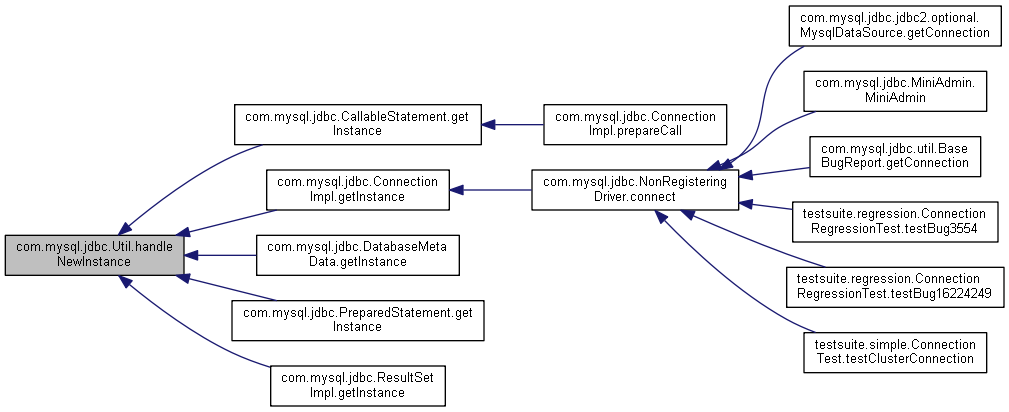 com.mysql.jdbc.jdbc2.optional.
MysqlDataSource.getConnection
com.mysql.jdbc.MiniAdmin.
MiniAdmin
com.mysql.jdbc.CallableStatement.get
Instance
com.mysql.jdbc.Connection
Impl.prepareCall
com.mysql.jdbc.util.Base
BugReport.getConnection
com.mysql.jdbc.Connection
Impl.getInstance
com.mysql.jdbc.NonRegistering
Driver.connect
testsuite.regression.Connection
RegressionTest.testBug3554
com.mysql.jdbc.Util.handle
NewInstance
com.mysql.jdbc.DatabaseMeta
Data.getInstance
testsuite.regression.Connection
RegressionTest.testBug16224249
com.mysql.jdbc.PreparedStatement.get
Instance
testsuite.simple.Connection
Test.testClusterConnection
com.mysql.jdbc.ResultSet
Impl.getInstance